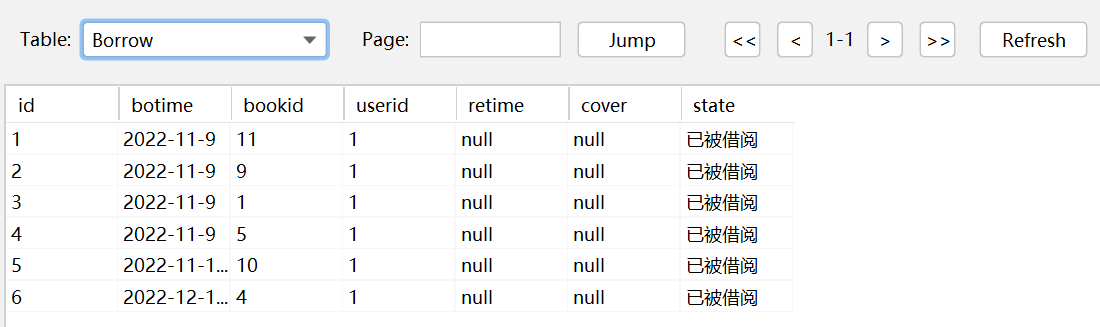 Table: Borrow Page: Jump << < 1-1 > >> Refresh
id botime bookid userid retime cover state
1 2022-11-9 11 1 null null 已被借阅
2 2022-11-9 9 1 null null 已被借阅
3 2022-11-9 1 1 null null 已被借阅
4 2022-11-9 5 1 null null 已被借阅
5 2022-11-1... 10 1 null null 已被借阅
6 2022-12-1... 4 1 null null 已被借阅